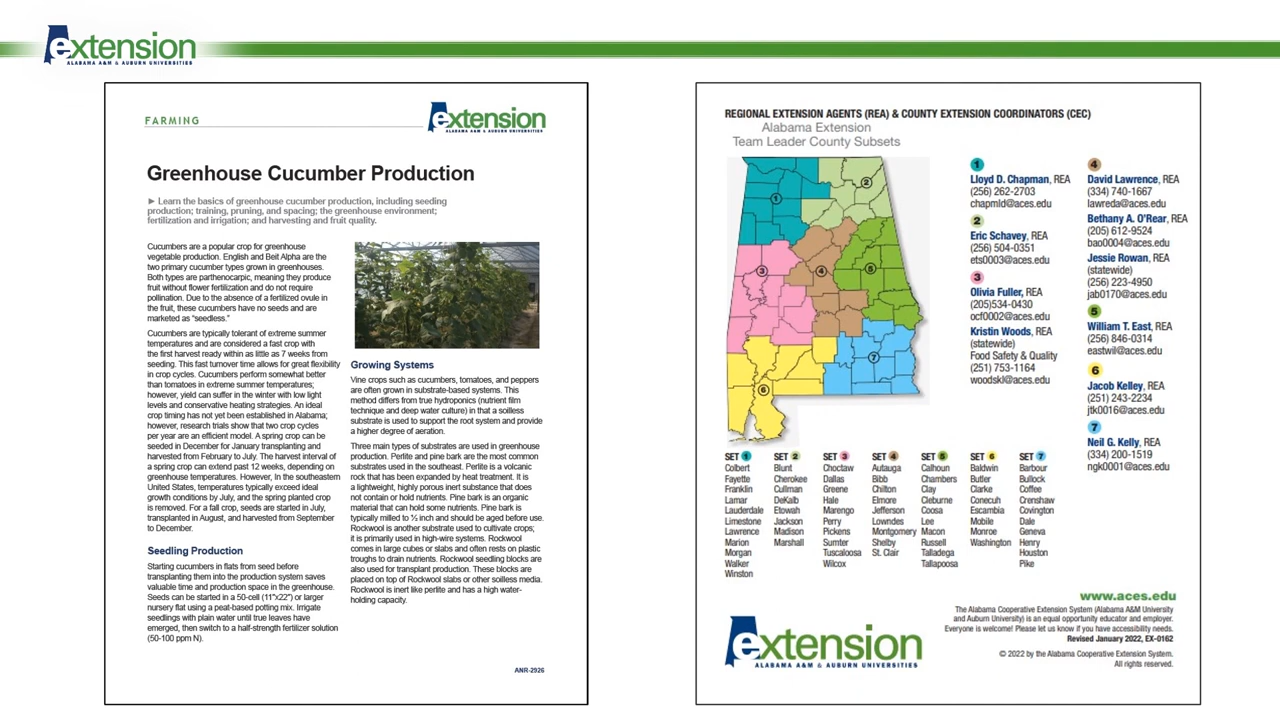 extension
ALABAMA A&M & AUBURN UNIVERSITIES
FARMING
extension
ALABAMA A&M & AUBURN UNIVERSITIES
Greenhouse Cucumber Production
► Learn the basics of greenhouse cucumber production, including seeding
production; training, pruning, and spacing; the greenhouse environment;
fertilization and irrigation; and harvesting and fruit quality.
Cucumbers are a popular crop for greenhouse
vegetable production. English and Beit Alpha are the
two primary cucumber types grown in greenhouses.
Both types are parthenocarpic, meaning they produce
fruit without flower fertilization and do not require
pollination. Due to the absence of a fertilized ovule in
the fruit, these cucumbers have no seeds and are
marketed as "seedless."
Cucumbers are typically tolerant of extreme summer
temperatures and are considered a fast crop with
the first harvest ready within as little as 7 weeks from
seeding. This fast turnover time allows for great flexibility
in crop cycles. Cucumbers perform somewhat better
than tomatoes in extreme summer temperatures;
however, yield can suffer in the winter with low light
levels and conservative heating strategies. An ideal
crop timing has not yet been established in Alabama;
however, research trials show that two crop cycles
per year are an efficient model. A spring crop can be
seeded in December for January transplanting and
harvested from February to July. The harvest interval of
a spring crop can extend past 12 weeks, depending on
greenhouse temperatures. However, In the southeastern
United States, temperatures typically exceed ideal
growth conditions by July, and the spring planted crop
is removed. For a fall crop, seeds are started in July,
transplanted in August, and harvested from September
to December.
Seedling Production
Starting cucumbers in flats from seed before
transplanting them into the production system saves
valuable time and production space in the greenhouse.
Seeds can be started in a 50-cell (11"x22") or larger
nursery flat using a peat-based potting mix. Irrigate
seedlings with plain water until true leaves have
emerged, then switch to a half-strength fertilizer solution
(50-100 ppm N).
Growing Systems
Vine crops such as cucumbers, tomatoes, and peppers
are often grown in substrate-based systems. This
method differs from true hydroponics (nutrient film
technique and deep water culture) in that a soilless
substrate is used to support the root system and provide
a higher degree of aeration.
Three main types of substrates are used in greenhouse
production. Perlite and pine bark are the most common
substrates used in the southeast. Perlite is a volcanic
rock that has been expanded by heat treatment. It is
a lightweight, highly porous inert substance that does
not contain or hold nutrients. Pine bark is an organic
material that can hold some nutrients. Pine bark is
typically milled to ½ inch and should be aged before use.
Rockwool is another substrate used to cultivate crops;
it is primarily used in high-wire systems. Rockwool
comes in large cubes or slabs and often rests on plastic
troughs to drain nutrients. Rockwool seedling blocks are
also used for transplant production. These blocks are
placed on top of Rockwool slabs or other soilless media.
Rockwool is inert like perlite and has a high water-
holding capacity.
ANR-2926
REGIONAL EXTENSION AGENTS (REA) & COUNTY EXTENSION COORDINATORS (CEC)
Alabama Extension
Team Leader County Subsets
1
2
3
4
5
6
7
1
Lloyd D. Chapman, REA
(256) 262-2703
chapmld@aces.edu
2
Eric Schavey, REA
(256) 504-0351
ets0003@aces.edu
3
Olivia Fuller, REA
(205)534-0430
ocf0002@aces.edu
Kristin Woods, REA
(statewide)
Food Safety & Quality
(251) 753-1164
woodskl@aces.edu
4
David Lawrence, REA
(334) 740-1667
lawreda@aces.edu
Bethany A. O'Rear, REA
(205) 612-9524
bao0004@aces.edu
Jessie Rowan, REA
(statewide)
(256) 223-4950
jab0170@aces.edu
5
William T. East, REA
(256) 846-0314
eastwil@aces.edu
6
Jacob Kelley, REA
(251) 243-2234
jtk0016@aces.edu
7
Neil G. Kelly, REA
(334) 200-1519
ngk0001@aces.edu
SET 1
Colbert
Fayette
Franklin
Lamar
Lauderdale
Limestone
Lawrence
Marion
Morgan
Walker
Winston
SET 2
Blunt
Cherokee
Cullman
DeKalb
Etowah
Jackson
Madison
Marshall
SET 3
Choctaw
Dallas
Greene
Hale
Marengo
Perry
Pickens
Sumter
Tuscaloosa
Wilcox
SET 4
Autauga
Bibb
Chilton
Elmore
Jefferson
Lowndes
Montgomery
Shelby
St. Clair
SET 5
Calhoun
Chambers
Clay
Cleburne
Coosa
Lee
Macon
Russell
Talladega
Tallapoosa
SET 6
Baldwin
Butler
Clarke
Conecuh
Escambia
Mobile
Monroe
Washington
SET 7
Barbour
Bullock
Coffee
Crenshaw
Covington
Dale
Geneva
Henry
Houston
Pike
www.aces.edu
The Alabama Cooperative Extension System (Alabama A&M University
and Auburn University) is an equal opportunity educator and employer.
Everyone is welcome! Please let us know if you have accessibility needs.
Revised January 2022, EX-0162
© 2022 by the Alabama Cooperative Extension System.
All rights reserved.
extension
ALABAMA A&M & AUBURN UNIVERSITIES